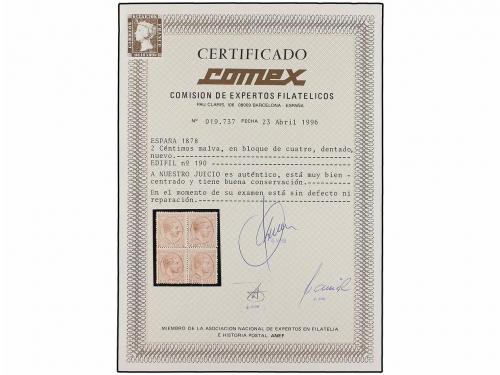 CERTIFICADO
comex
COMISION DE EXPERTOS FILATELICOS
PAU CLARIS, 106 08009 BARCELONA - ESPAÑA
Nº 019.737 FECHA 23 Abril 1996
ESPAÑA 1878
2 Céntimos malva, en bloque de cuatro, dentado,
nuevo.
EDIFIL nº 190
A NUESTRO JUICIO es auténtico, está muy bien -
centrado y tiene buena conservación.
En el momento de su examen está sin defecto ni
reparación.
MIEMBRO DE LA ASOCIACION NACIONAL DE EXPERTOS EN FILATELIA
E HISTORIA POSTAL. ANEF